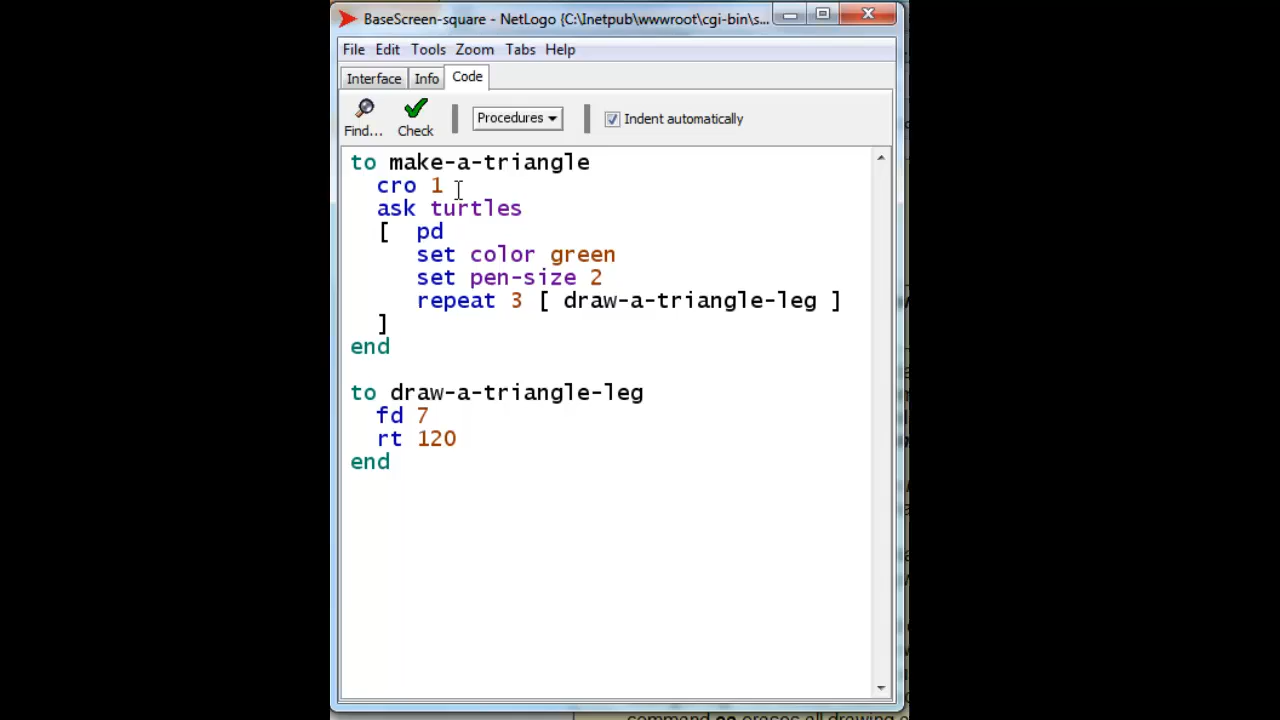 BaseScreen-square - NetLogo {C:\Inetpub\wwwroot\cgi-bin\s...
File Edit Tools Zoom Tabs Help
Interface Info Code
Find... Check Procedures Indent automatically
to make-a-triangle
cro 1
ask turtles
[ pd
set color green
set pen-size 2
repeat 3 [ draw-a-triangle-leg ]
]
end
to draw-a-triangle-leg
fd 7
rt 120
end